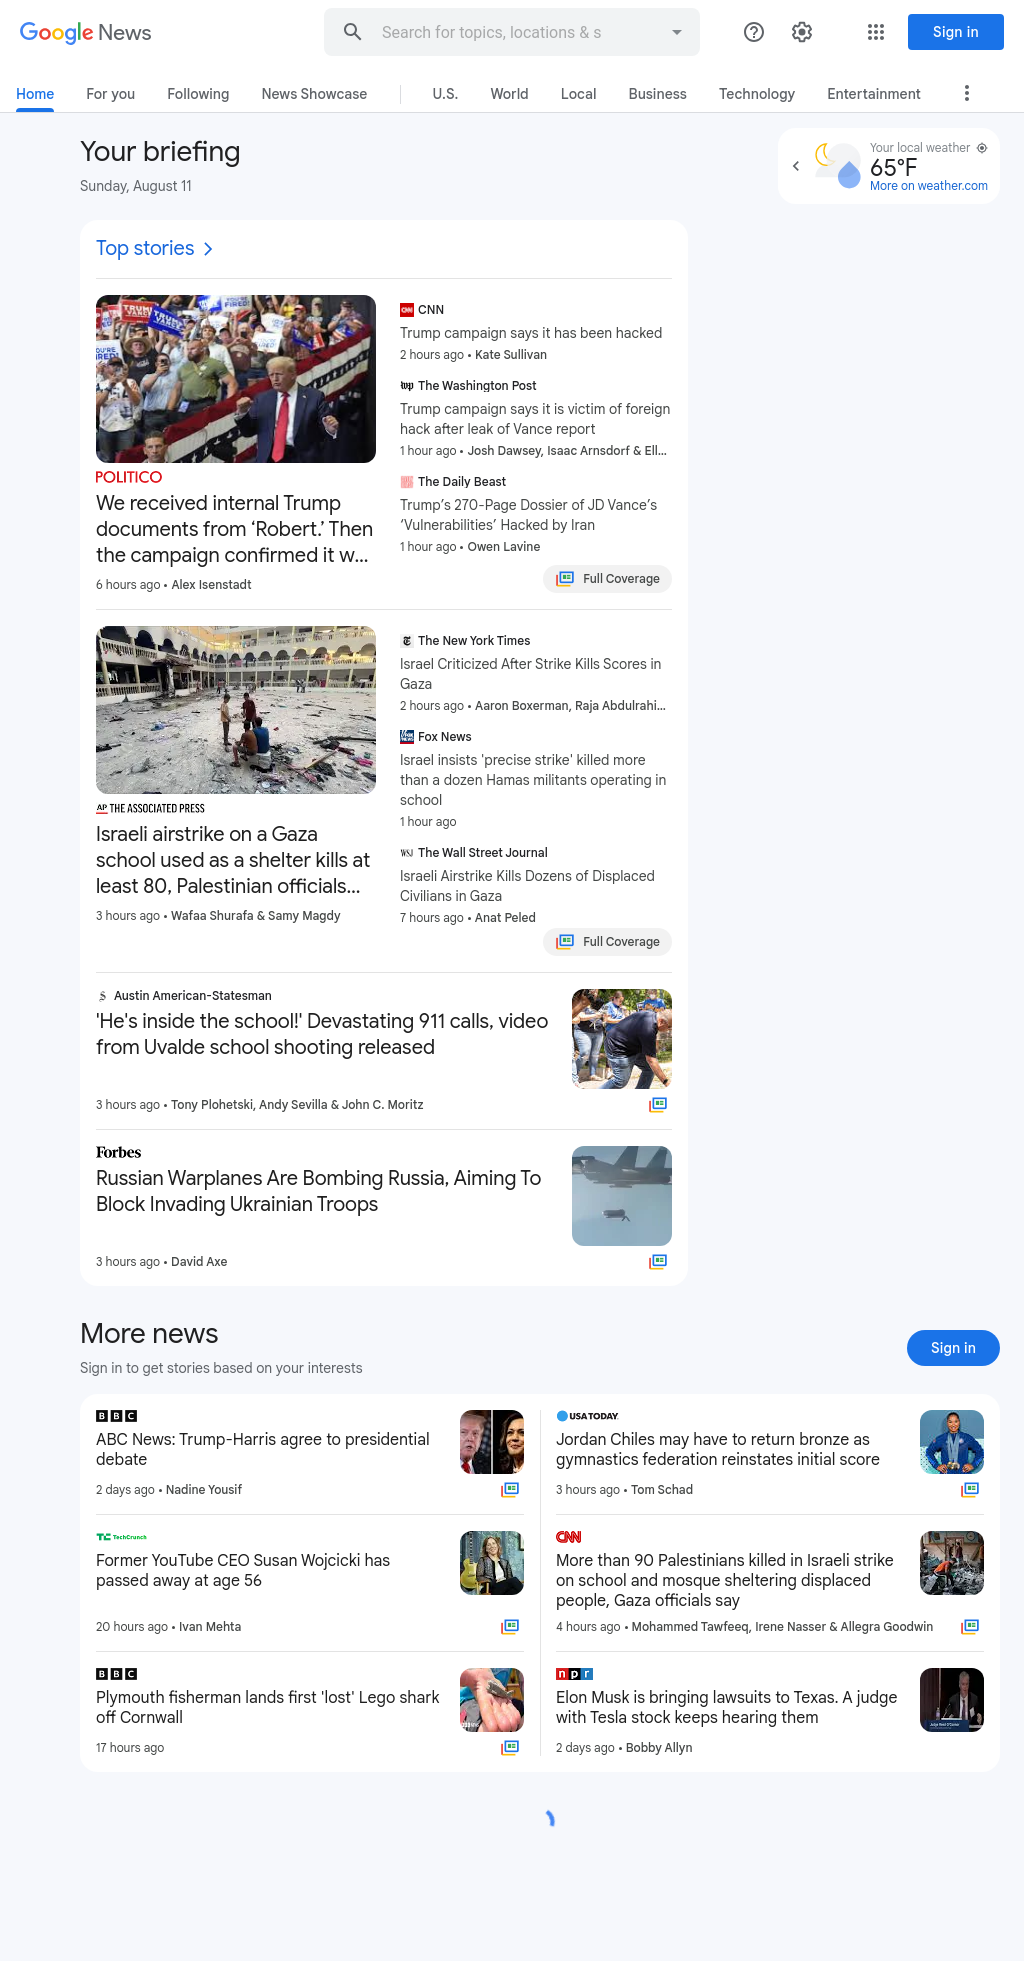 Google News
Search for topics, locations & s
Sign in
Home
For you
Following
News Showcase
U.S.
World
Local
Business
Technology
Entertainment
Your briefing
Sunday, August 11
Your local weather
65°F
More on weather.com
Top stories
POLITICO
We received internal Trump
documents from ‘Robert.’ Then
the campaign confirmed it w...
6 hours ago • Alex Isenstadt
CNN
Trump campaign says it has been hacked
2 hours ago • Kate Sullivan
The Washington Post
Trump campaign says it is victim of foreign
hack after leak of Vance report
1 hour ago • Josh Dawsey, Isaac Arnsdorf & Ell...
The Daily Beast
Trump’s 270-Page Dossier of JD Vance’s
‘Vulnerabilities’ Hacked by Iran
1 hour ago • Owen Lavine
Full Coverage
AP THE ASSOCIATED PRESS
Israeli airstrike on a Gaza
school used as a shelter kills at
least 80, Palestinian officials...
3 hours ago • Wafaa Shurafa & Samy Magdy
The New York Times
Israel Criticized After Strike Kills Scores in
Gaza
2 hours ago • Aaron Boxerman, Raja Abdulrahi...
Fox News
Israel insists 'precise strike' killed more
than a dozen Hamas militants operating in
school
1 hour ago
WSJ The Wall Street Journal
Israeli Airstrike Kills Dozens of Displaced
Civilians in Gaza
7 hours ago • Anat Peled
Full Coverage
Austin American-Statesman
'He's inside the school!' Devastating 911 calls, video
from Uvalde school shooting released
3 hours ago • Tony Plohetski, Andy Sevilla & John C. Moritz
Forbes
Russian Warplanes Are Bombing Russia, Aiming To
Block Invading Ukrainian Troops
3 hours ago • David Axe
More news
Sign in to get stories based on your interests
Sign in
BBC
ABC News: Trump-Harris agree to presidential
debate
2 days ago • Nadine Yousif
USA TODAY
Jordan Chiles may have to return bronze as
gymnastics federation reinstates initial score
3 hours ago • Tom Schad
TC TechCrunch
Former YouTube CEO Susan Wojcicki has
passed away at age 56
20 hours ago • Ivan Mehta
CNN
More than 90 Palestinians killed in Israeli strike
on school and mosque sheltering displaced
people, Gaza officials say
4 hours ago • Mohammed Tawfeeq, Irene Nasser & Allegra Goodwin
BBC
Plymouth fisherman lands first 'lost' Lego shark
off Cornwall
17 hours ago
npr
Elon Musk is bringing lawsuits to Texas. A judge
with Tesla stock keeps hearing them
2 days ago • Bobby Allyn